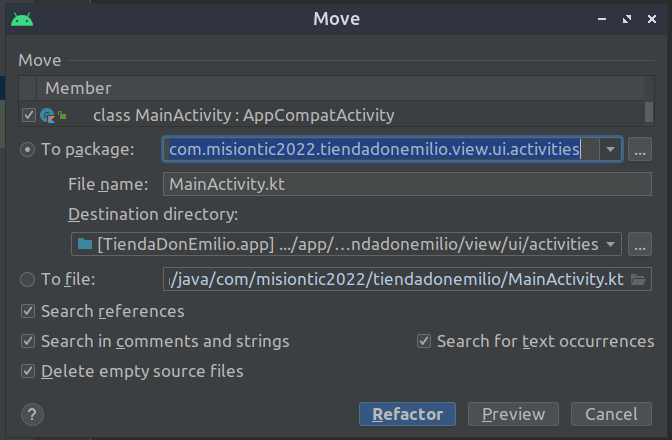 Move
Move
Member
class MainActivity : AppCompatActivity
To package: com.misiontic2022.tiendadonemilio.view.ui.activities ...
File name: MainActivity.kt
Destination directory:
[TiendaDonEmilio.app] .../app/...ndadonemilio/view/ui/activities ...
To file: /java/com/misiontic2022/tiendadonemilio/MainActivity.kt
Search references
Search in comments and strings Search for text occurrences
Delete empty source files
? Refactor Preview Cancel